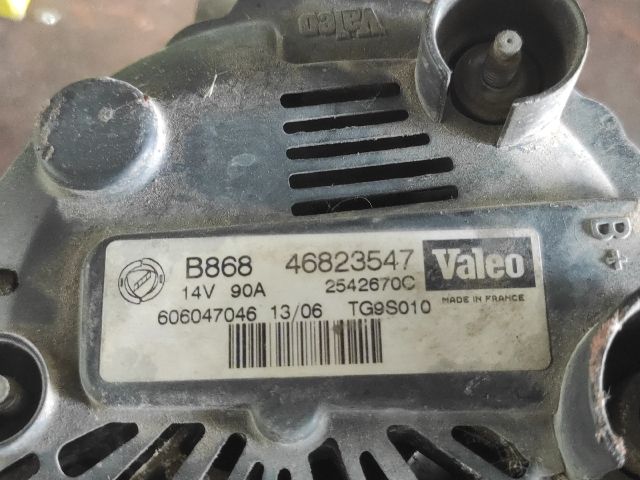 Valeo
B868 46823547 Valeo
14V 90A 2542670C MADE IN FRANCE
606047046 13/06 TG9S010
B+